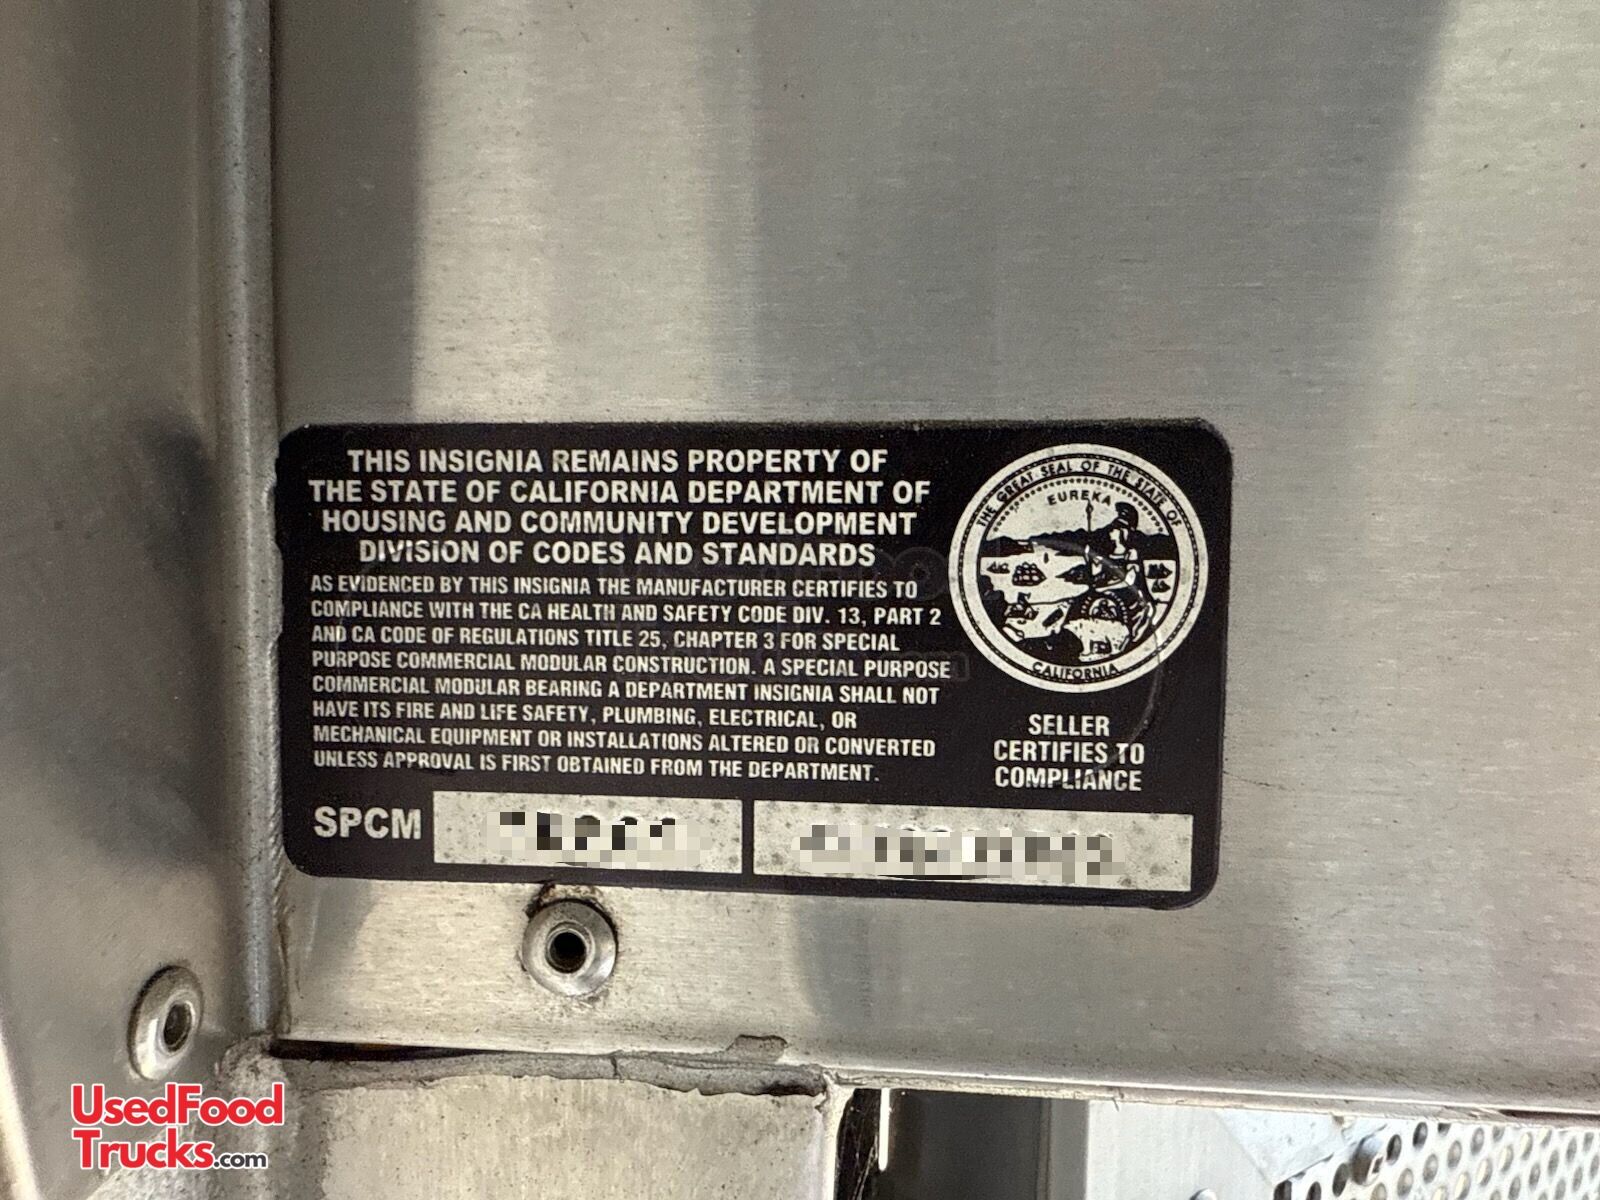 THIS INSIGNIA REMAINS PROPERTY OF
THE STATE OF CALIFORNIA DEPARTMENT OF
HOUSING AND COMMUNITY DEVELOPMENT
DIVISION OF CODES AND STANDARDS
AS EVIDENCED BY THIS INSIGNIA THE MANUFACTURER CERTIFIES TO
COMPLIANCE WITH THE CA HEALTH AND SAFETY CODE DIV. 13, PART 2
AND CA CODE OF REGULATIONS TITLE 25, CHAPTER 3 FOR SPECIAL
PURPOSE COMMERCIAL MODULAR CONSTRUCTION. A SPECIAL PURPOSE
COMMERCIAL MODULAR BEARING A DEPARTMENT INSIGNIA SHALL NOT
HAVE ITS FIRE AND LIFE SAFETY, PLUMBING, ELECTRICAL, OR
MECHANICAL EQUIPMENT OR INSTALLATIONS ALTERED OR CONVERTED
UNLESS APPROVAL IS FIRST OBTAINED FROM THE DEPARTMENT.
THE GREAT SEAL OF THE STATE OF
EUREKA
CALIFORNIA
SELLER
CERTIFIES TO
COMPLIANCE
SPCM
UsedFood
Trucks.com